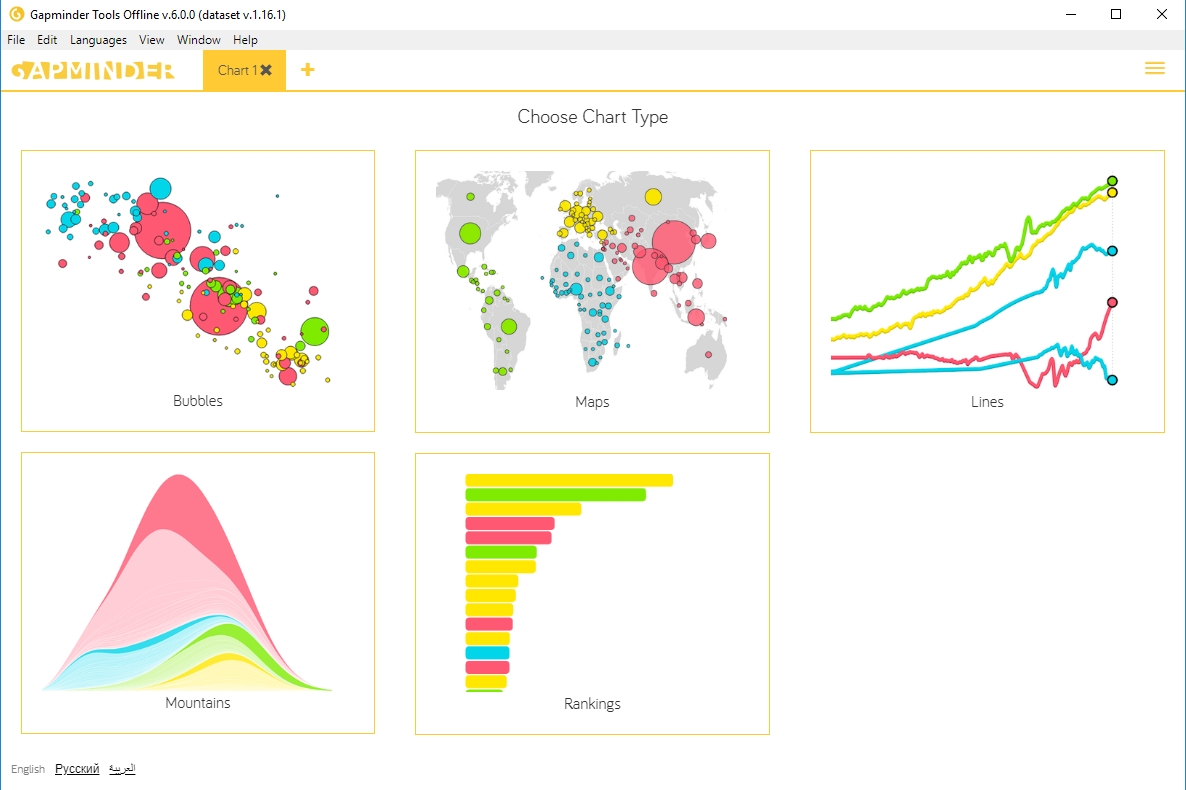 Gapminder Tools Offline v.6.0.0 (dataset v.1.16.1)
File Edit Languages View Window Help
GAPMINDER Chart 1
Choose Chart Type
Bubbles Maps Lines
Mountains Rankings
English Русский العربية